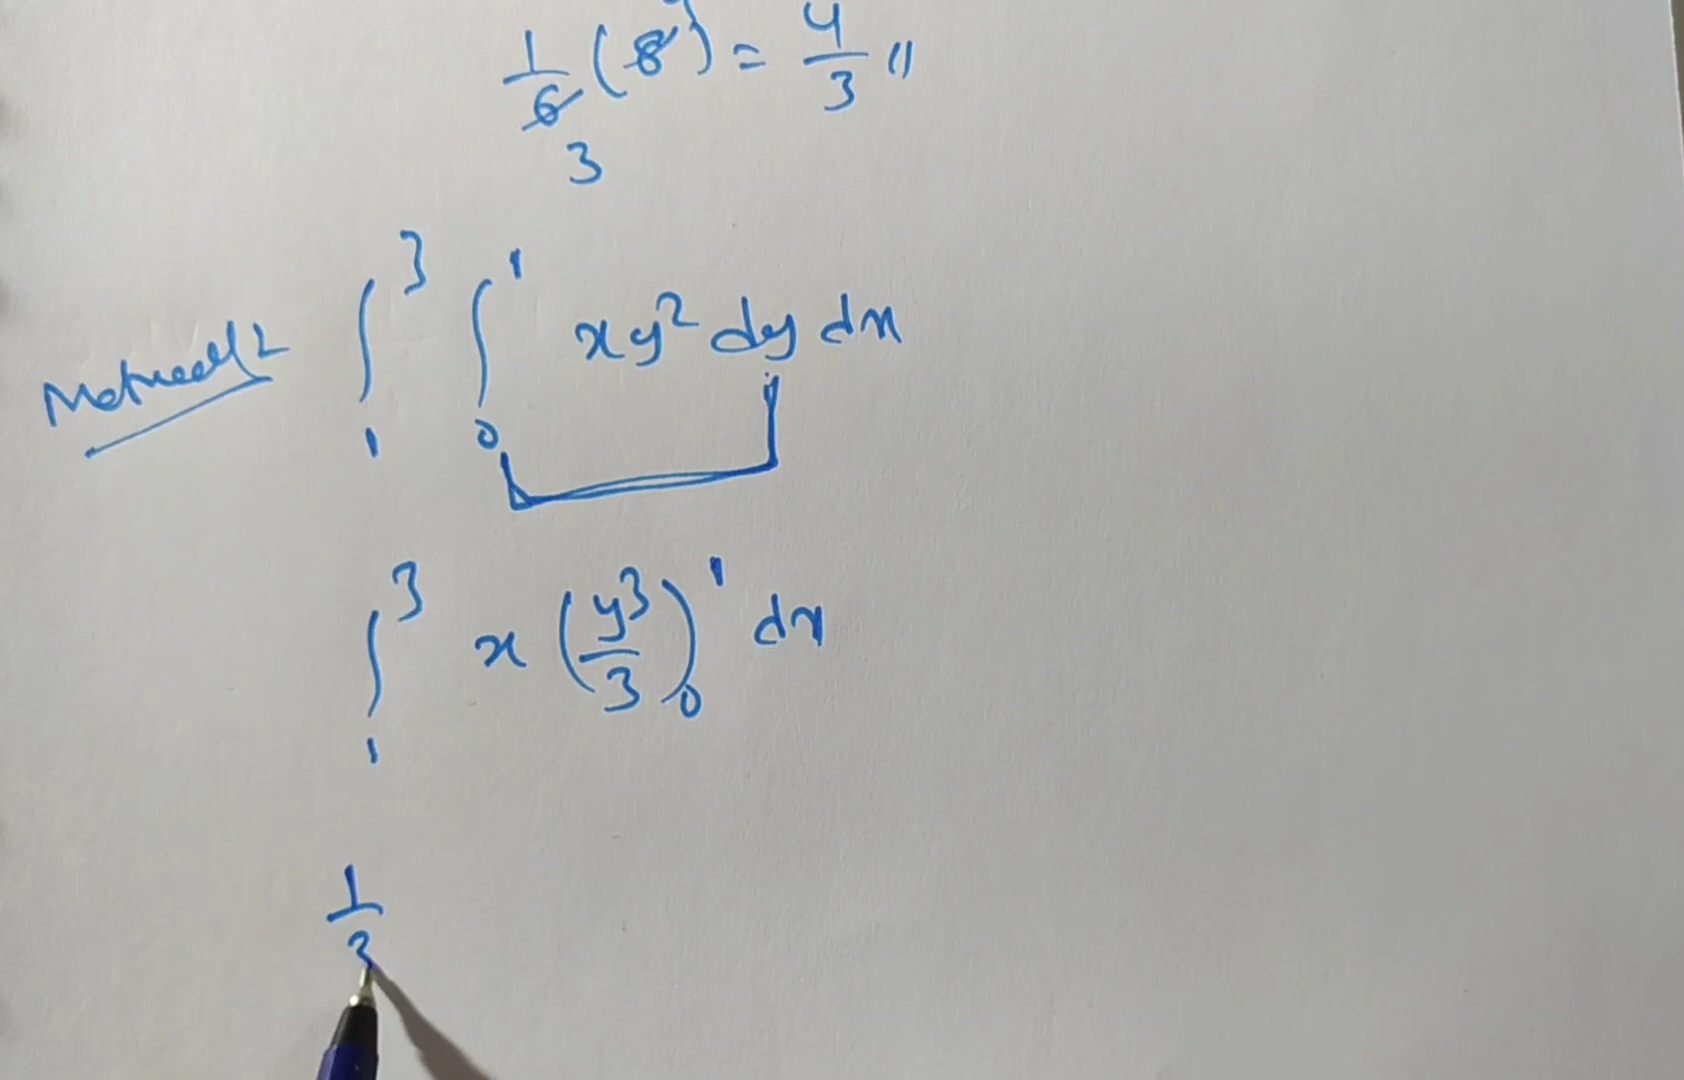 1/6 (8) = 4/3 〃
3
Method 2 ∫₁³ ∫₀¹ xy² dy dx
∫₁³ x (y³/3)₀¹ dx
1/3